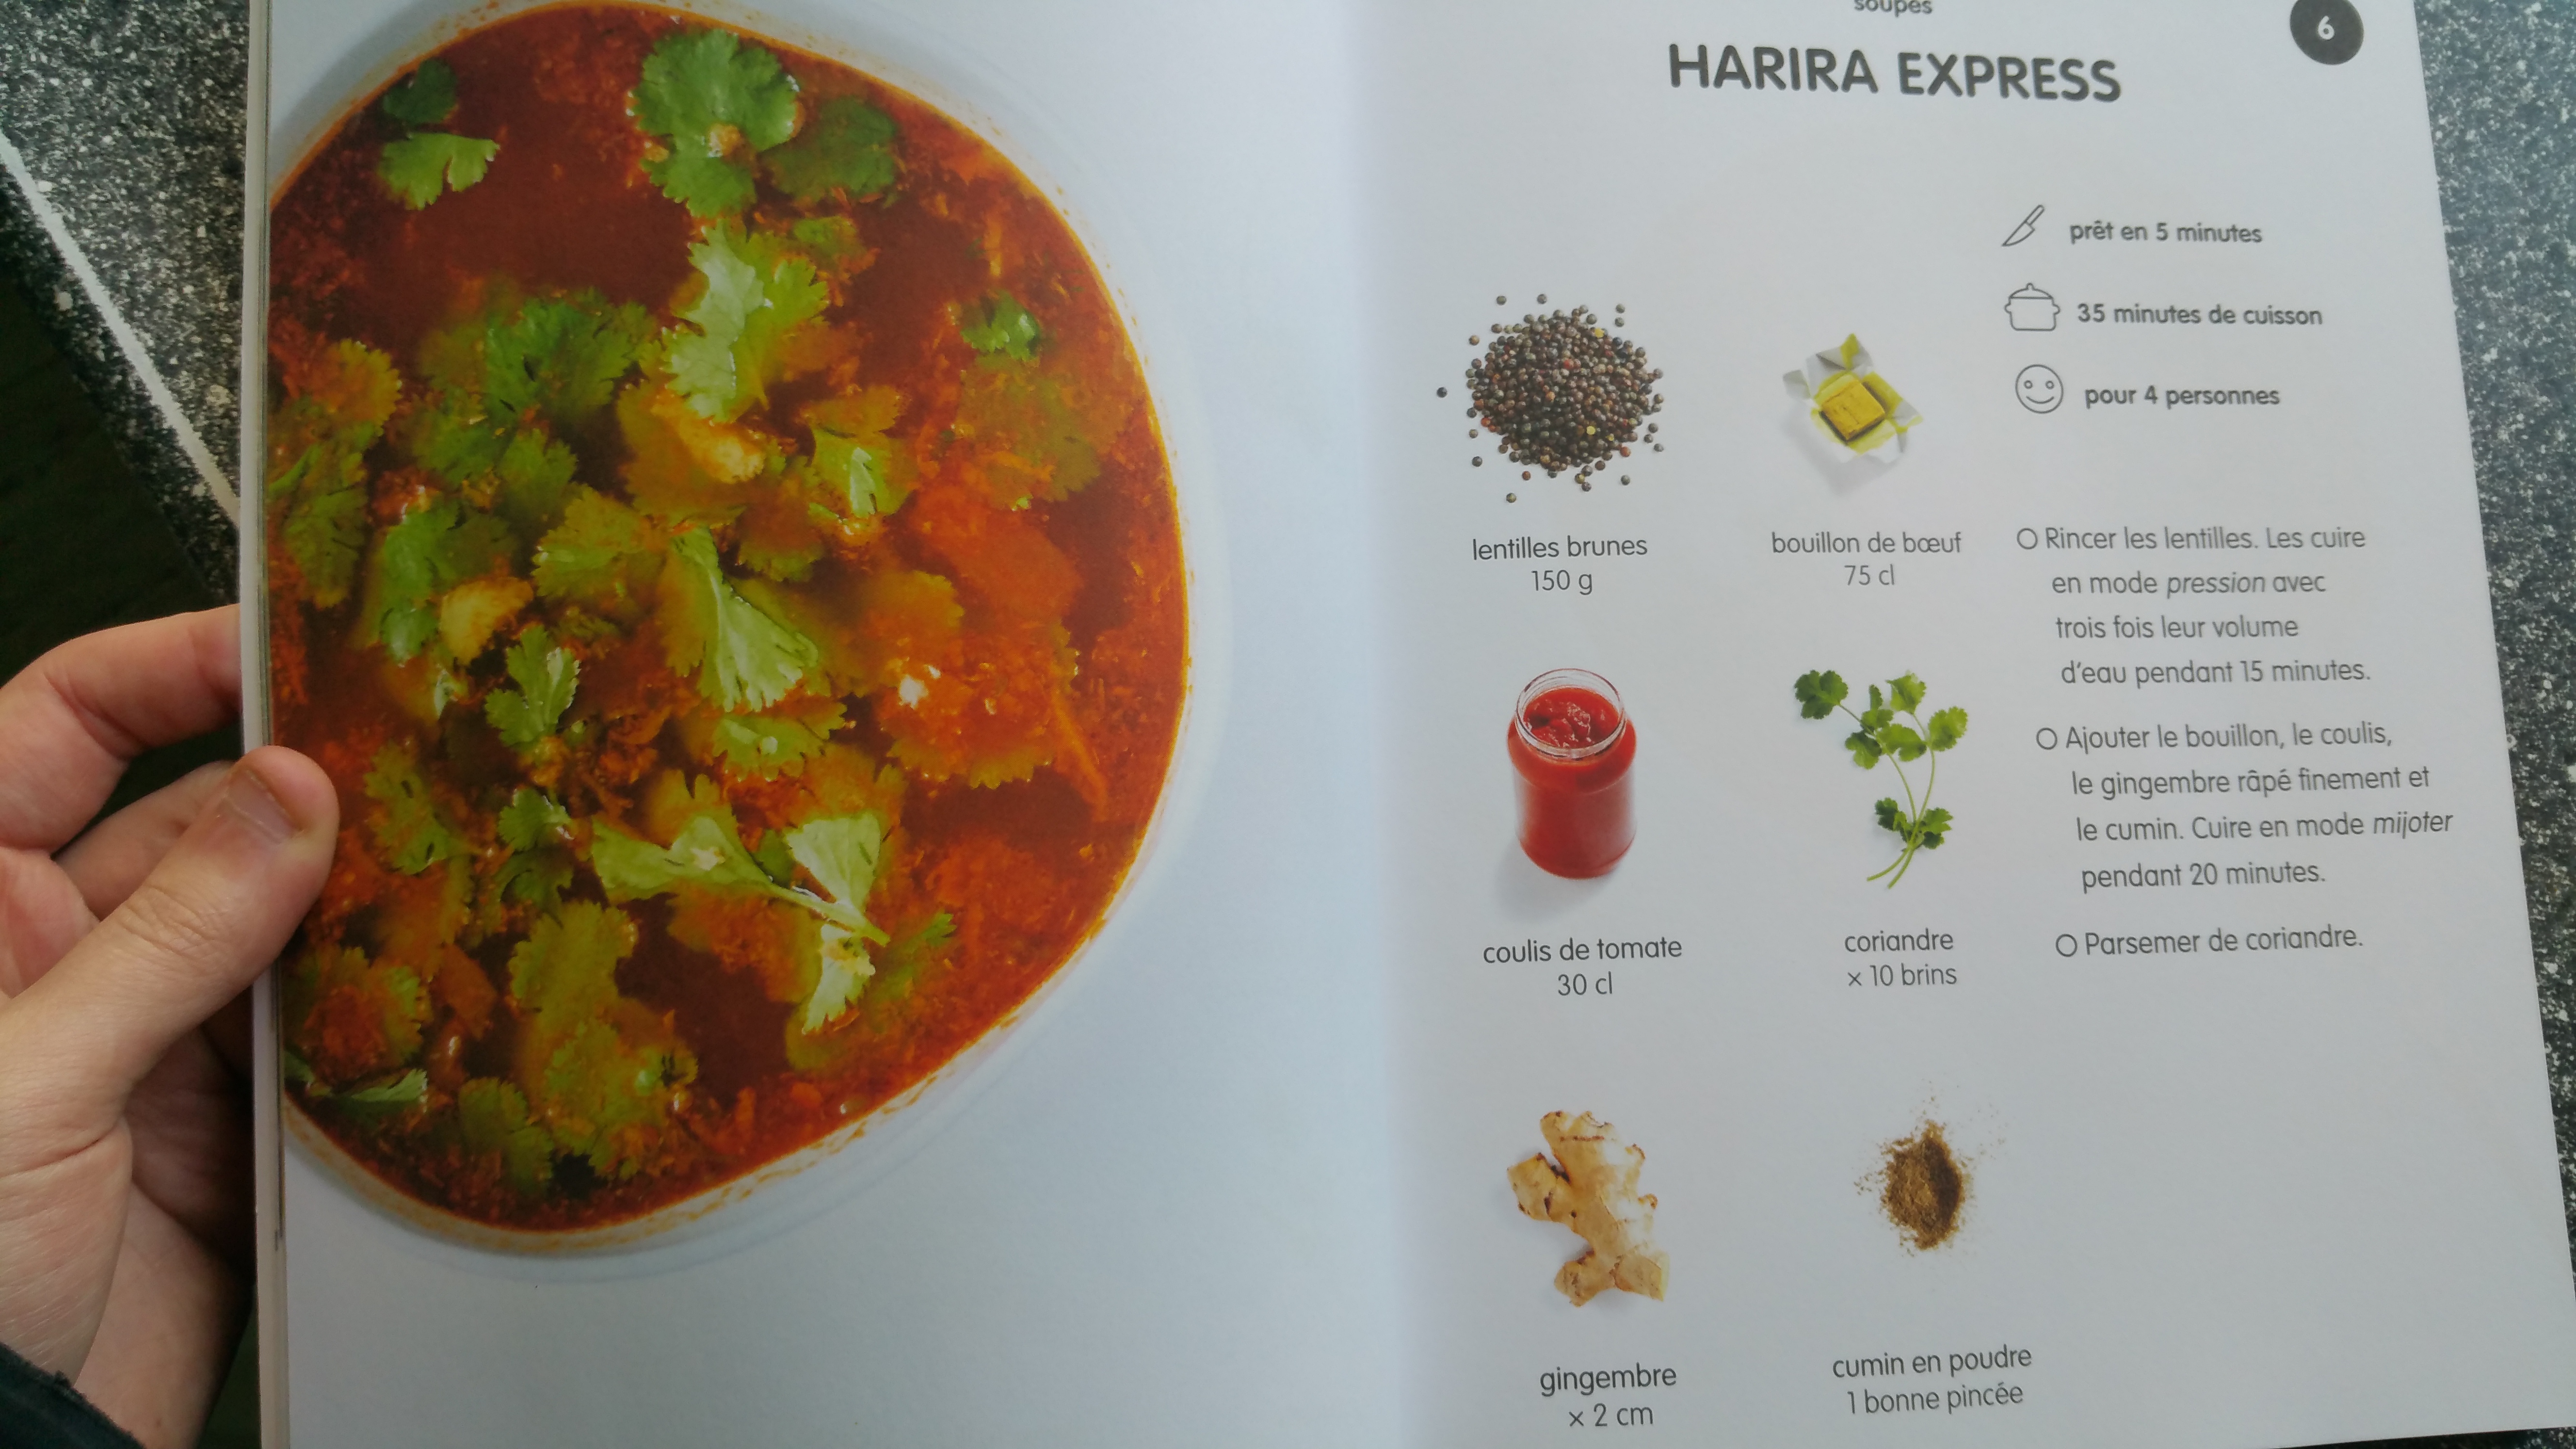 soupes
HARIRA EXPRESS
prêt en 5 minutes
35 minutes de cuisson
pour 4 personnes
lentilles brunes
150 g
bouillon de bœuf
75 cl
coulis de tomate
30 cl
coriandre
× 10 brins
gingembre
× 2 cm
cumin en poudre
1 bonne pincée
O Rincer les lentilles. Les cuire
en mode pression avec
trois fois leur volume
d'eau pendant 15 minutes.
O Ajouter le bouillon, le coulis,
le gingembre râpé finement et
le cumin. Cuire en mode mijoter
pendant 20 minutes.
O Parsemer de coriandre.